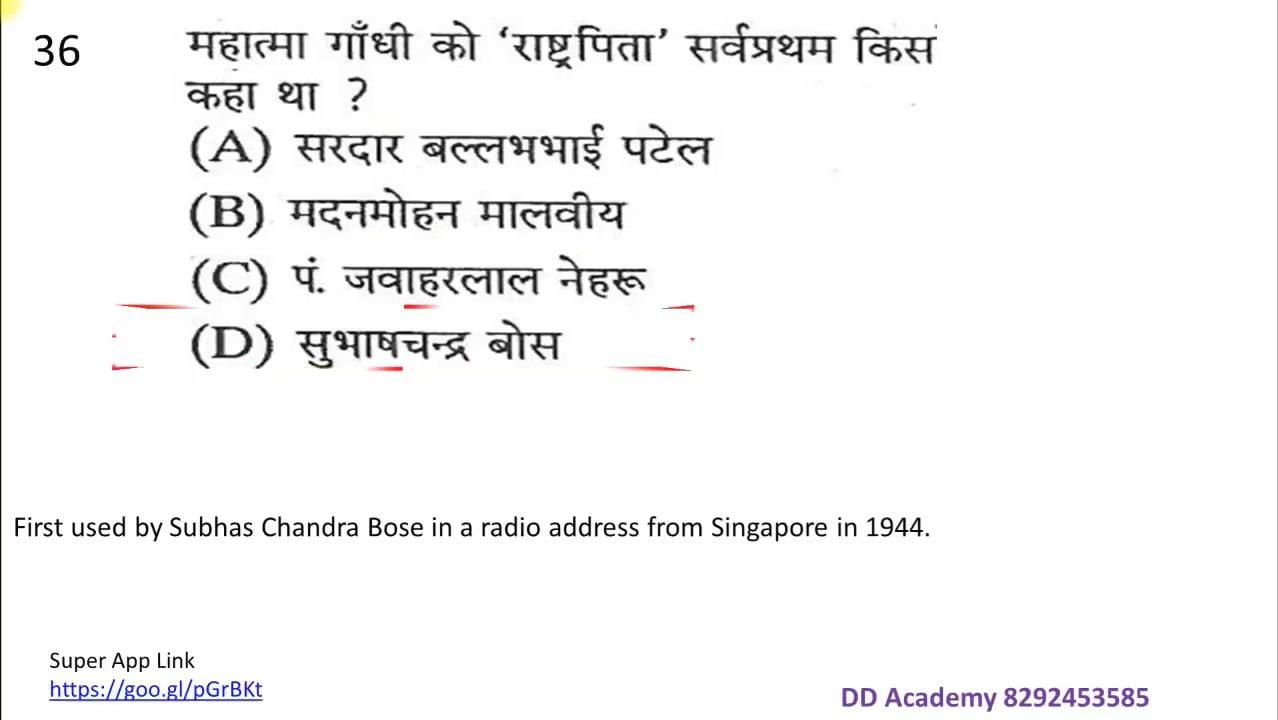 36
महात्मा गाँधी को ‘राष्ट्रपिता’ सर्वप्रथम किस
कहा था ?
(A) सरदार बल्लभभाई पटेल
(B) मदनमोहन मालवीय
(C) पं. जवाहरलाल नेहरू
(D) सुभाषचन्द्र बोस
First used by Subhas Chandra Bose in a radio address from Singapore in 1944.
Super App Link
https://goo.gl/pGrBKt
DD Academy 8292453585